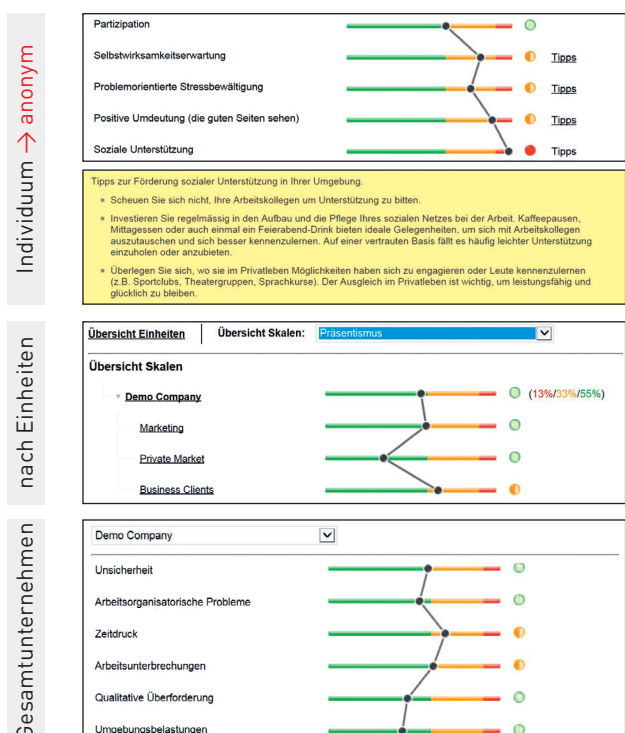 Individuum → anonym
Partizipation
Selbstwirksamkeitserwartung Tipps
Problemorientierte Stressbewältigung Tipps
Positive Umdeutung (die guten Seiten sehen) Tipps
Soziale Unterstützung Tipps
Tipps zur Förderung sozialer Unterstützung in Ihrer Umgebung.
Scheuen Sie sich nicht, Ihre Arbeitskollegen um Unterstützung zu bitten.
Investieren Sie regelmässig in den Aufbau und die Pflege Ihres sozialen Netzes bei der Arbeit. Kaffeepausen,
Mittagessen oder auch einmal ein Feierabend-Drink bieten ideale Gelegenheiten, um sich mit Arbeitskollegen
auszutauschen und sich besser kennenzulernen. Auf einer vertrauten Basis fällt es häufig leichter Unterstützung
einzuholen oder anzubieten.
Überlegen Sie sich, wo sie im Privatleben Möglichkeiten haben sich zu engagieren oder Leute kennenzulernen
(z.B. Sportclubs, Theatergruppen, Sprachkurse). Der Ausgleich im Privatleben ist wichtig, um leistungsfähig und
glücklich zu bleiben.
nach Einheiten
Übersicht Einheiten Übersicht Skalen: Präsentismus
Übersicht Skalen
Demo Company (13%/33%/55%)
Marketing
Private Market
Business Clients
Gesamtunternehmen
Demo Company
Unsicherheit
Arbeitsorganisatorische Probleme
Zeitdruck
Arbeitsunterbrechungen
Qualitative Überforderung
Umgebungsbelastungen